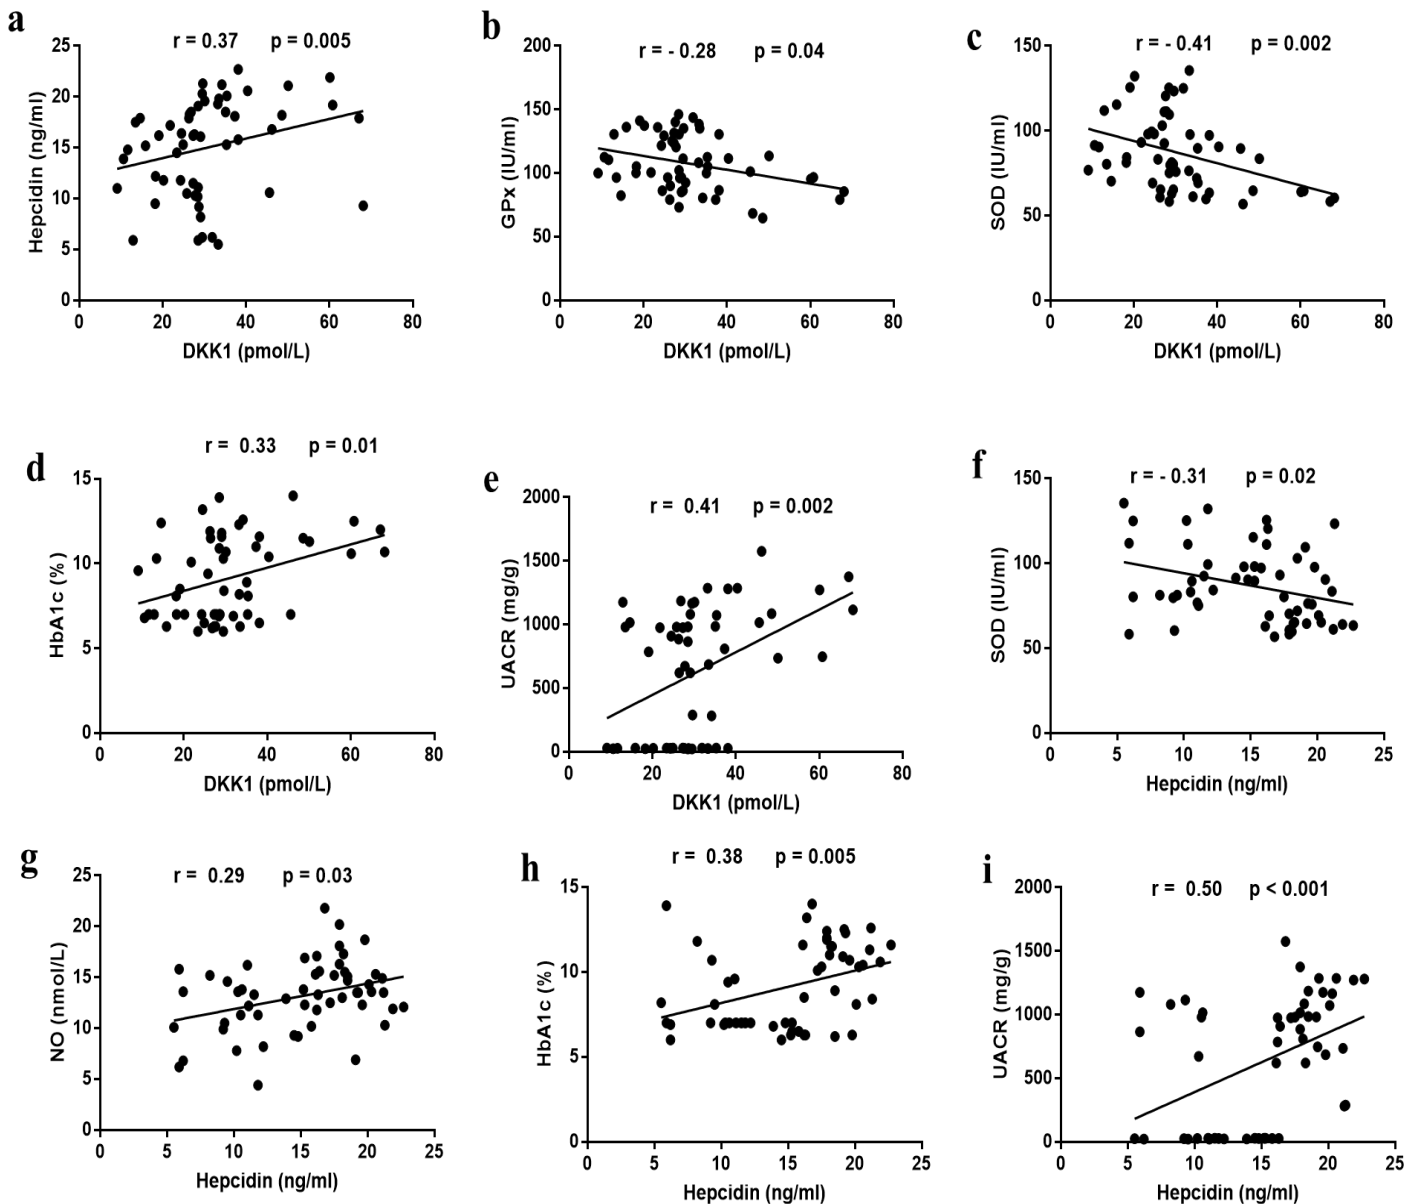 a
r = 0.37 p = 0.005
Hepcidin (ng/ml)
25
20
15
10
5
0
0 20 40 60 80
DKK1 (pmol/L)
b
r = - 0.28 p = 0.04
GPx (IU/ml)
200
150
100
50
0
0 20 40 60 80
DKK1 (pmol/L)
c
r = - 0.41 p = 0.002
SOD (IU/ml)
150
100
50
0
0 20 40 60 80
DKK1 (pmol/L)
d
r = 0.33 p = 0.01
HbA1c (%)
15
10
5
0
0 20 40 60 80
DKK1 (pmol/L)
e
r = 0.41 p = 0.002
UACR (mg/g)
2000
1500
1000
500
0
0 20 40 60 80
DKK1 (pmol/L)
f
r = - 0.31 p = 0.02
SOD (IU/ml)
150
100
50
0
0 5 10 15 20 25
Hepcidin (ng/ml)
g
r = 0.29 p = 0.03
NO (nmol/L)
25
20
15
10
5
0
0 5 10 15 20 25
Hepcidin (ng/ml)
h
r = 0.38 p = 0.005
HbA1c (%)
15
10
5
0
0 5 10 15 20 25
Hepcidin (ng/ml)
i
r = 0.50 p < 0.001
UACR (mg/g)
2000
1500
1000
500
0
0 5 10 15 20 25
Hepcidin (ng/ml)